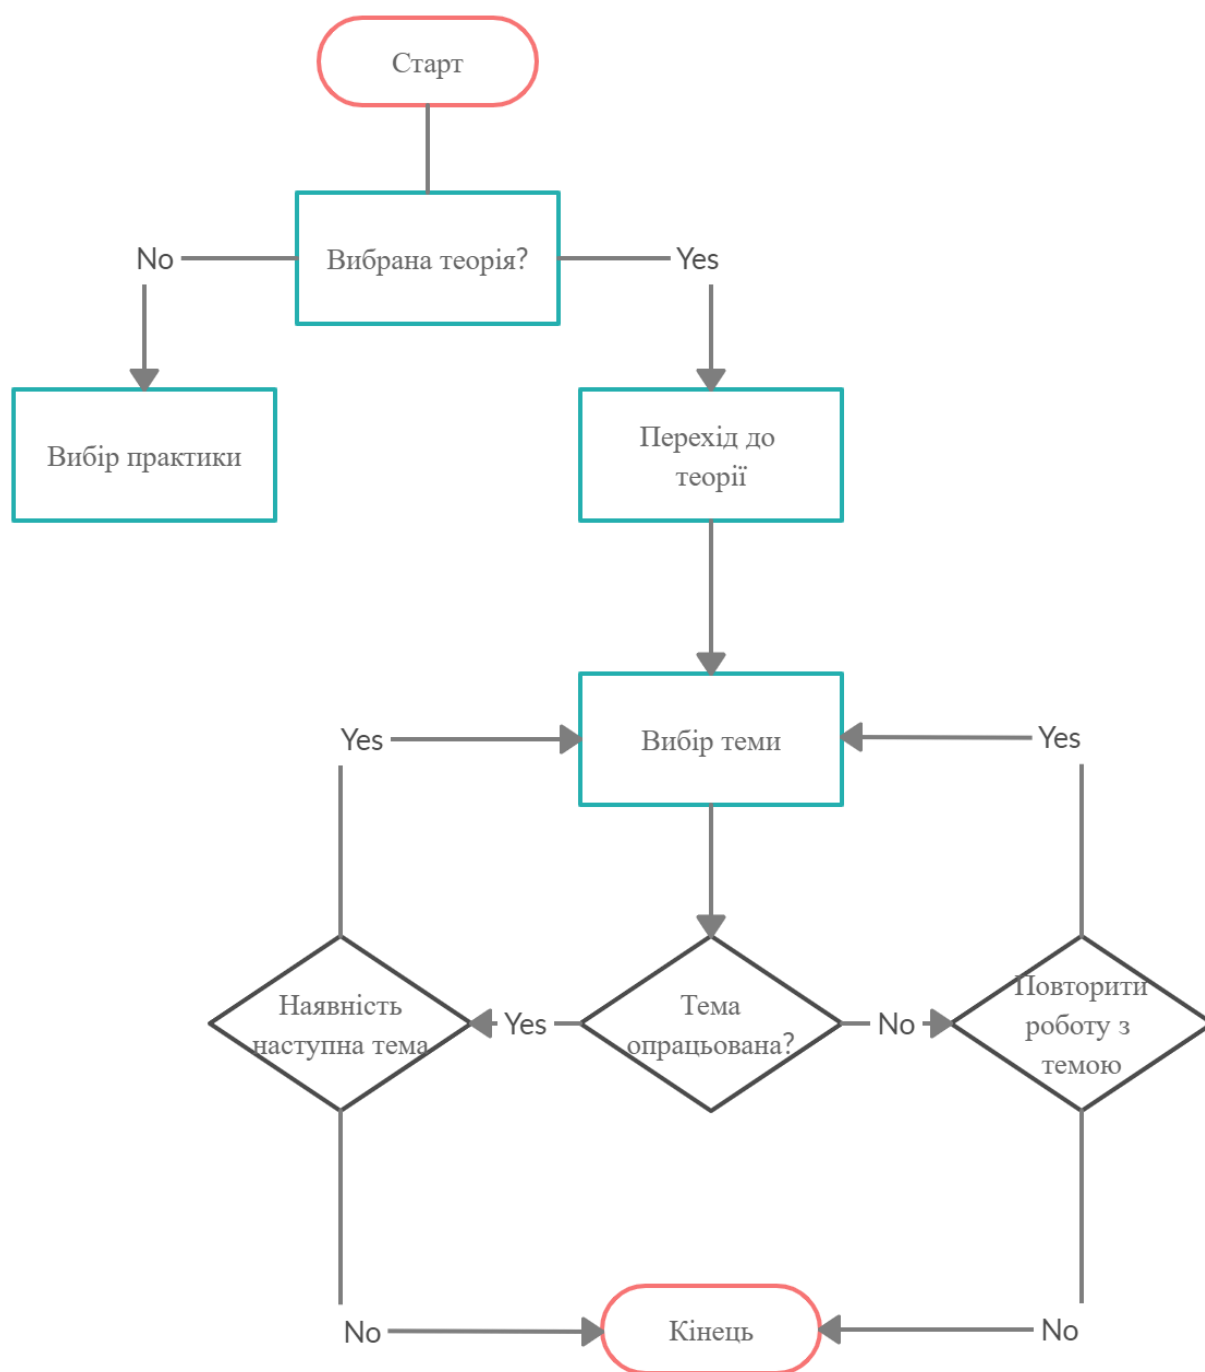 Старт
No
Вибрана теорія?
Yes
Вибір практики
Перехід до
теорії
Yes
Вибір теми
Yes
Наявність
наступна тема
Yes
Тема
опрацьована?
No
Повторити
роботу з
темою
No
Кінець
No